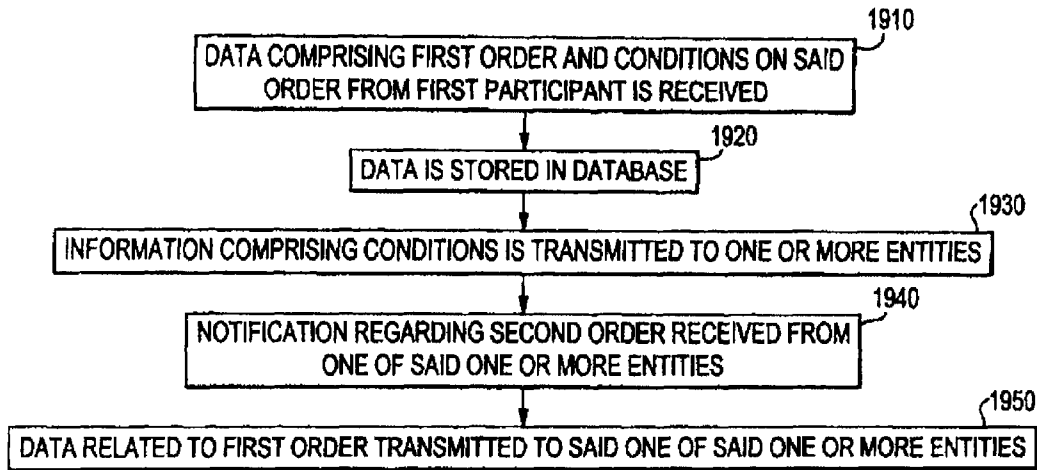 1910
DATA COMPRISING FIRST ORDER AND CONDITIONS ON SAID
ORDER FROM FIRST PARTICIPANT IS RECEIVED
1920
DATA IS STORED IN DATABASE
1930
INFORMATION COMPRISING CONDITIONS IS TRANSMITTED TO ONE OR MORE ENTITIES
1940
NOTIFICATION REGARDING SECOND ORDER RECEIVED FROM
ONE OF SAID ONE OR MORE ENTITIES
1950
DATA RELATED TO FIRST ORDER TRANSMITTED TO SAID ONE OF SAID ONE OR MORE ENTITIES